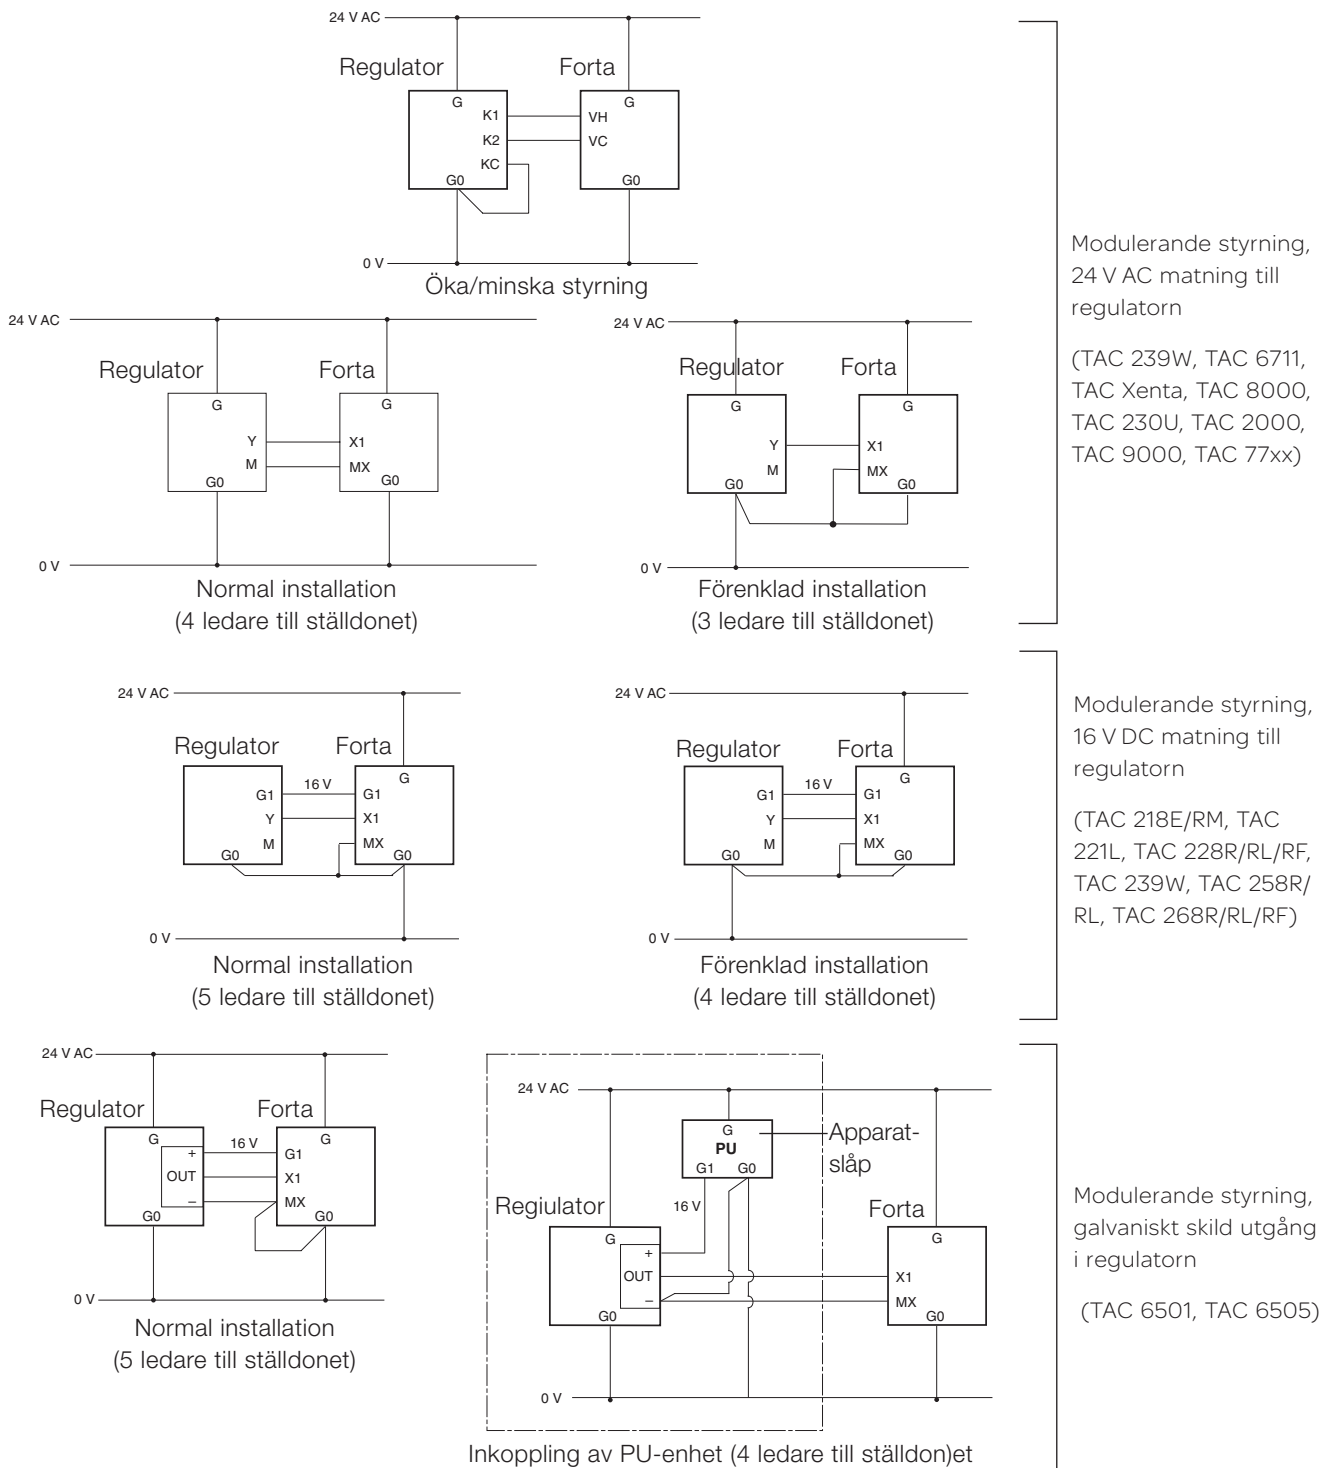 24 V AC
Regulator
Forta
G
G
K1
VH
K2
VC
KC
G0
G0
0 V
Öka/minska styrning
24 V AC
Regulator
Forta
G
G
Y
X1
M
MX
G0
G0
0 V
Normal installation
(4 ledare till ställdonet)
24 V AC
Regulator
Forta
G
G
Y
X1
M
MX
G0
G0
0 V
Förenklad installation
(3 ledare till ställdonet)
Modulerande styrning,
24 V AC matning till
regulatorn
(TAC 239W, TAC 6711,
TAC Xenta, TAC 8000,
TAC 230U, TAC 2000,
TAC 9000, TAC 77xx)
24 V AC
Regulator
Forta
G
G1
16 V
G1
Y
X1
M
MX
G0
G0
0 V
Normal installation
(5 ledare till ställdonet)
24 V AC
Regulator
Forta
G
G1
16 V
G1
Y
X1
M
MX
G0
G0
0 V
Förenklad installation
(4 ledare till ställdonet)
Modulerande styrning,
16 V DC matning till
regulatorn
(TAC 218E/RM, TAC
221L, TAC 228R/RL/RF,
TAC 239W, TAC 258R/
RL, TAC 268R/RL/RF)
24 V AC
Regulator
Forta
G
G
+
16 V
G1
OUT
X1
–
MX
G0
G0
0 V
Normal installation
(5 ledare till ställdonet)
24 V AC
G
PU
G1
G0
Apparat-
slåp
Regiulator
16 V
Forta
G
G
+
OUT
X1
–
MX
G0
G0
0 V
Inkoppling av PU-enhet (4 ledare till ställdon)et
Modulerande styrning,
galvaniskt skild utgång
i regulatorn
(TAC 6501, TAC 6505)